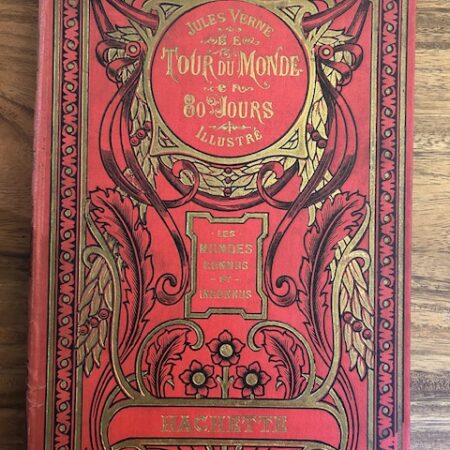 JULES VERNE
LE
TOUR DU MONDE
EN
80 JOURS
ILLUSTRÉ
LES
MONDES
CONNUS
ET
INCONNUS
HACHETTE